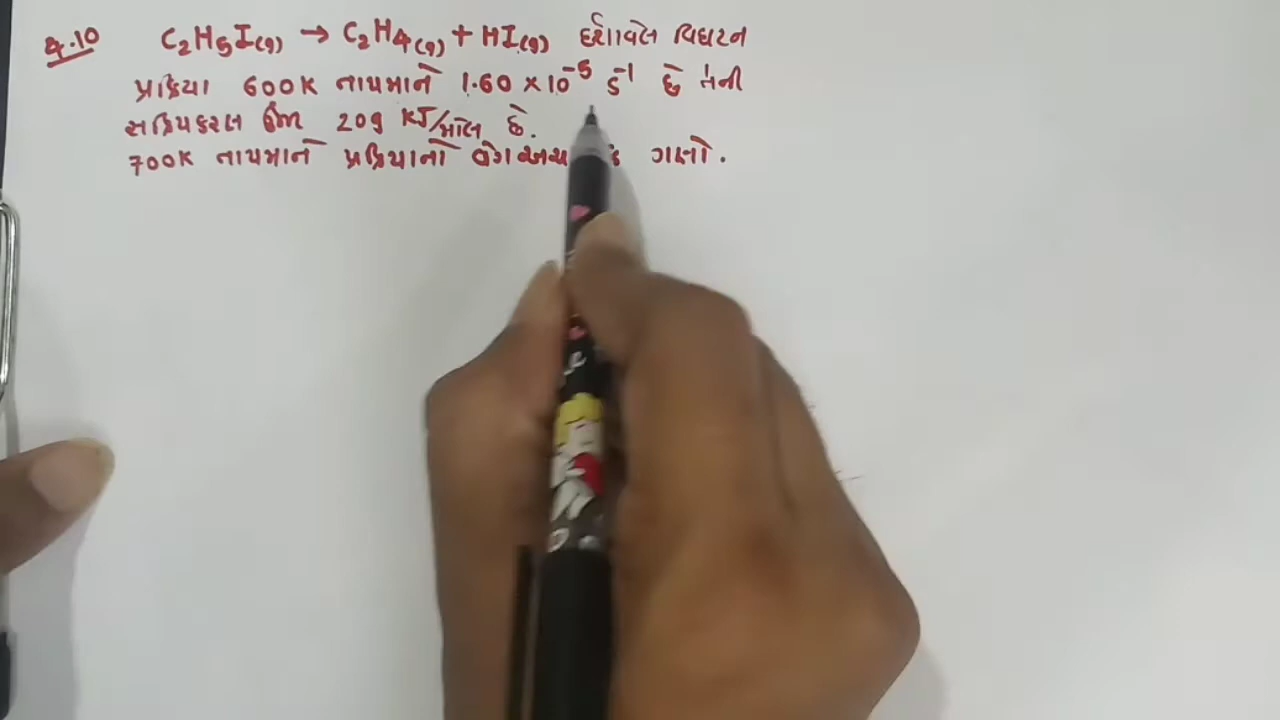 4.10 C₂H₅I(g) → C₂H₄(g) + HI(g) દર્શાવેલ વિઘટન
પ્રક્રિયા 600K તાપમાને 1.60 × 10⁻⁵ s⁻¹ છે તેની
સક્રિયકરણ ઊર્જા 209 KJ/મોલ છે.
700K તાપમાને પ્રક્રિયાનો ગણો.